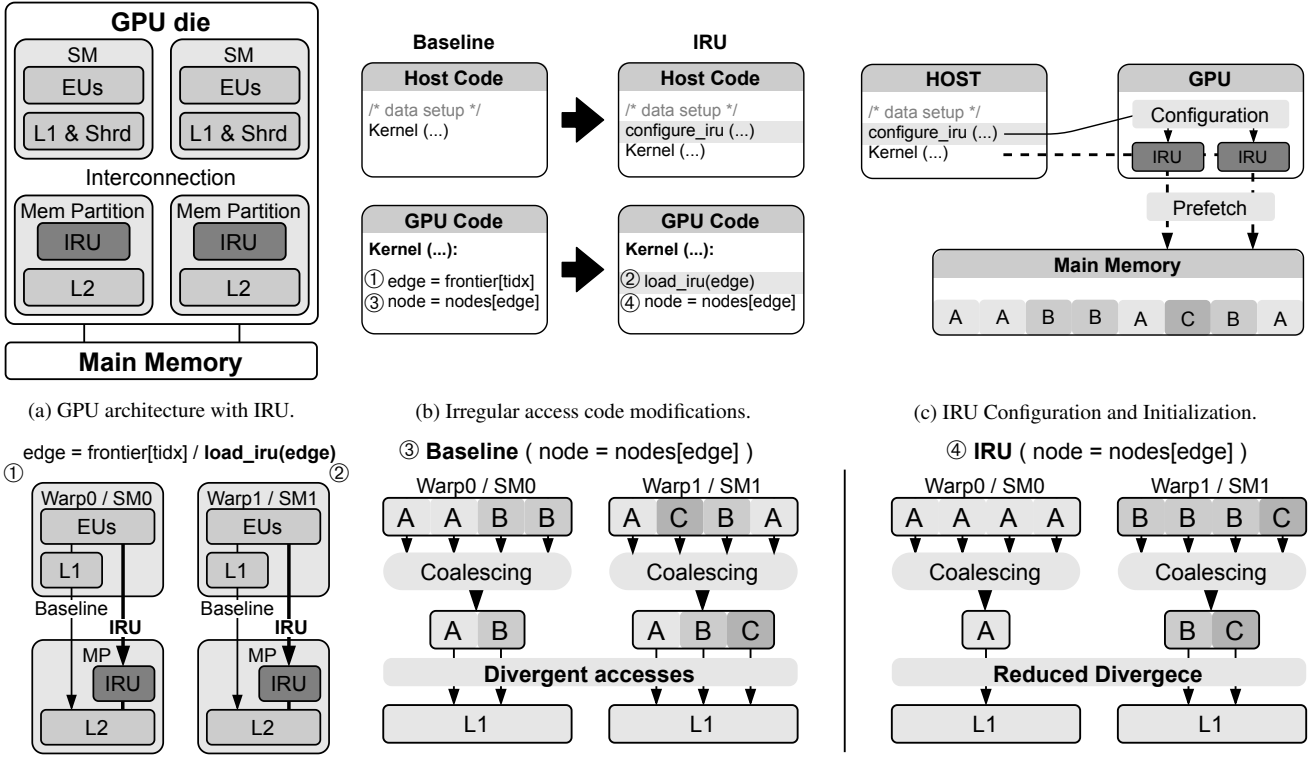 GPU die
SM SM
EUs EUs
L1 & Shrd L1 & Shrd
Interconnection
Mem Partition Mem Partition
IRU IRU
L2 L2
Main Memory
(a) GPU architecture with IRU.
Baseline IRU
Host Code Host Code
/* data setup */ /* data setup */
Kernel (...) configure_iru (...)
Kernel (...)
GPU Code GPU Code
Kernel (...): Kernel (...):
① edge = frontier[tidx] ② load_iru(edge)
③ node = nodes[edge] ④ node = nodes[edge]
(b) Irregular access code modifications.
HOST GPU
/* data setup */ Configuration
configure_iru (...)
Kernel (...) IRU IRU
Prefetch
Main Memory
A A B B A C B A
(c) IRU Configuration and Initialization.
edge = frontier[tidx] / load_iru(edge)
① ②
Warp0 / SM0 Warp1 / SM1
EUs EUs
L1 L1
Baseline Baseline
IRU IRU
MP MP
IRU IRU
L2 L2
③ Baseline ( node = nodes[edge] )
Warp0 / SM0 Warp1 / SM1
A A B B A C B A
Coalescing Coalescing
A B A B C
Divergent accesses
L1 L1
④ IRU ( node = nodes[edge] )
Warp0 / SM0 Warp1 / SM1
A A A A B B B C
Coalescing Coalescing
A B C
Reduced Divergece
L1 L1